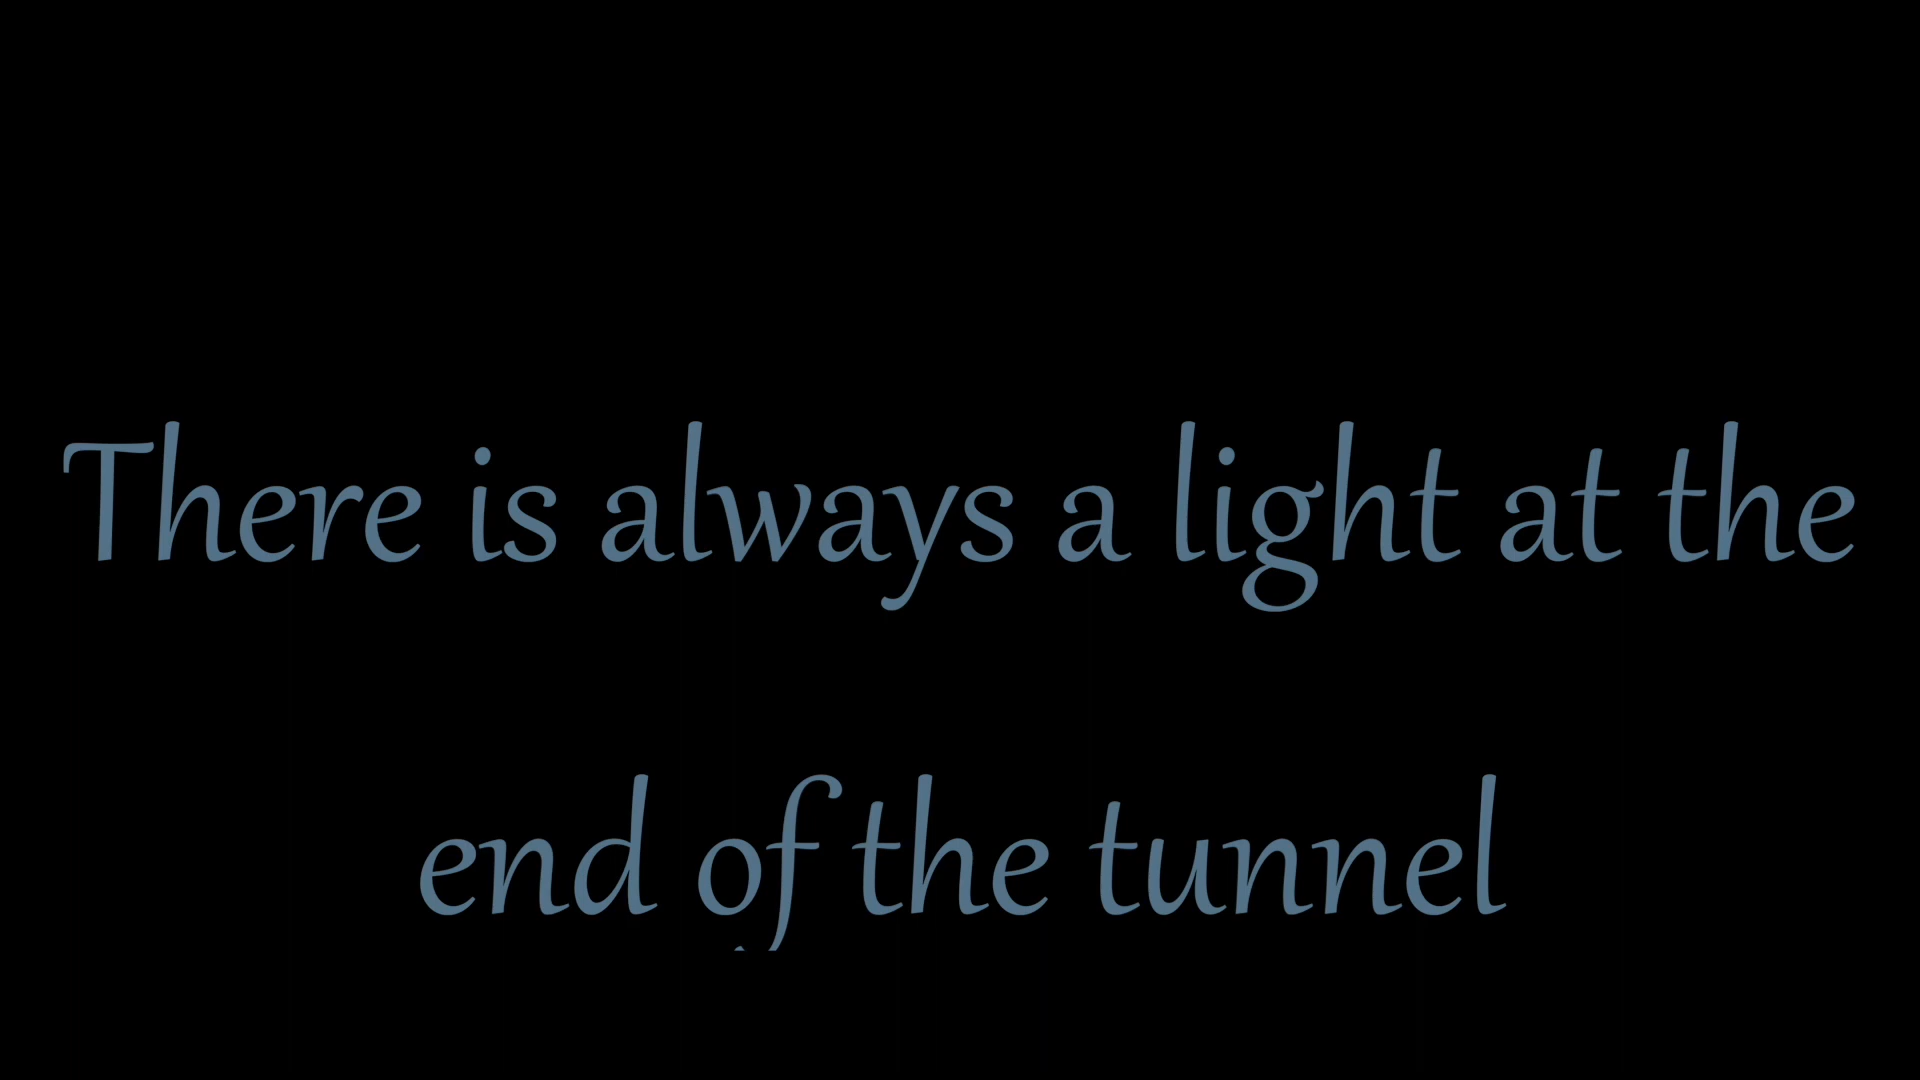 There is always a light at the
end of the tunnel